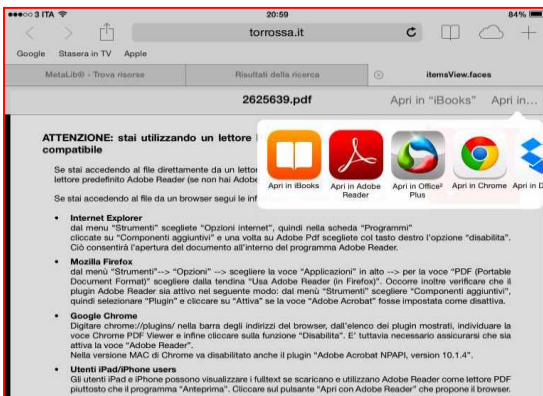 3 ITA 20:59 84%
torrossa.it
Google Stasera in TV Apple
MetaLib® - Trova risorse Risultati della ricerca itemsView.faces
2625639.pdf Apri in "iBooks" Apri in...
ATTENZIONE: stai utilizzando un lettore
compatibile
Apri in iBooks Apri in Adobe Reader Apri in Office² Plus Apri in Chrome Apri in D
Se stai accedendo al file direttamente da un lettor
lettore predefinito Adobe Reader (se non hai Adobe
Se stai accedendo al file da un browser segui le inf
• Internet Explorer
dal menu "Strumenti" scegliete "Opzioni internet", quindi nella scheda "Programmi"
cliccate su "Componenti aggiuntivi" e una volta su Adobe Pdf scegliete col tasto destro l'opzione "disabilita".
Ciò consentirà l'apertura del documento all'interno del programma Adobe Reader.
• Mozilla Firefox
dal menù "Strumenti"--> "Opzioni" --> scegliere la voce "Applicazioni" in alto --> per la voce "PDF (Portable
Document Format)" scegliere dalla tendina "Usa Adobe Reader (in Firefox)". Occorre inoltre verificare che il
plugin Adobe Reader sia attivo nel seguente modo: dal menù "Strumenti" scegliere "Componenti aggiuntivi",
quindi selezionare "Plugin" e cliccare su "Attiva" se la voce "Adobe Acrobat" fosse impostata come disattiva.
• Google Chrome
Digitare chrome://plugins/ nella barra degli indirizzi del browser, dall'elenco dei plugin mostrati, individuare la
voce Chrome PDF Viewer e infine cliccare sulla funzione "Disabilita". E' tuttavia necessario assicurarsi che sia
attiva la voce "Adobe Reader".
Nella versione MAC di Chrome va disabilitato anche il plugin "Adobe Acrobat NPAPI, version 10.1.4".
• Utenti iPad/iPhone users
Gli utenti iPad e iPhone possono visualizzare i fulltext se scaricano e utilizzano Adobe Reader come lettore PDF
piuttosto che il programma "Anteprima". Cliccare sul pulsante "Apri con Adobe Reader" che propone il browser.